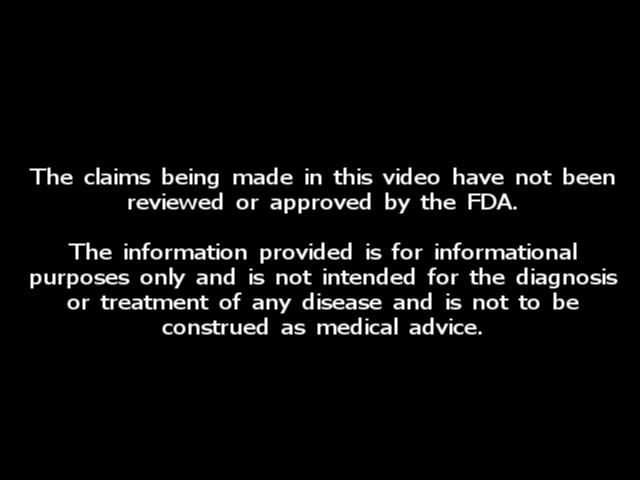 The claims being made in this video have not been
reviewed or approved by the FDA.
The information provided is for informational
purposes only and is not intended for the diagnosis
or treatment of any disease and is not to be
construed as medical advice.